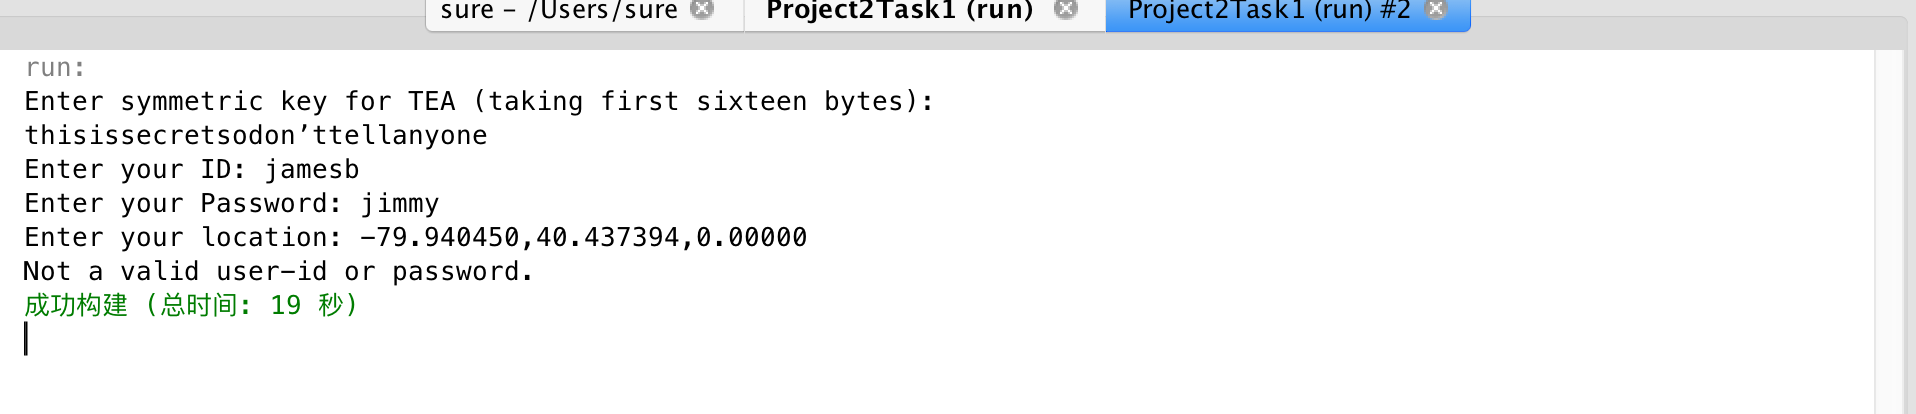 sure – /Users/sure Project2Task1 (run) Project2Task1 (run) #2
run:
Enter symmetric key for TEA (taking first sixteen bytes):
thisissecretsodon’ttellanyone
Enter your ID: jamesb
Enter your Password: jimmy
Enter your location: -79.940450,40.437394,0.00000
Not a valid user-id or password.
成功构建 (总时间: 19 秒)